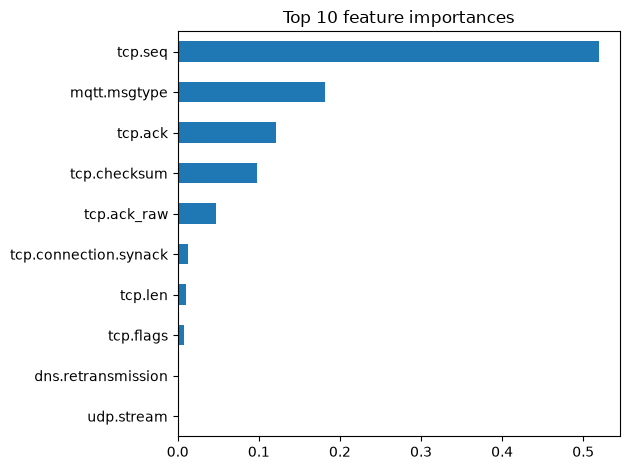 Top 10 feature importances
tcp.seq
mqtt.msgtype
tcp.ack
tcp.checksum
tcp.ack_raw
tcp.connection.synack
tcp.len
tcp.flags
dns.retransmission
udp.stream
0.0 0.1 0.2 0.3 0.4 0.5